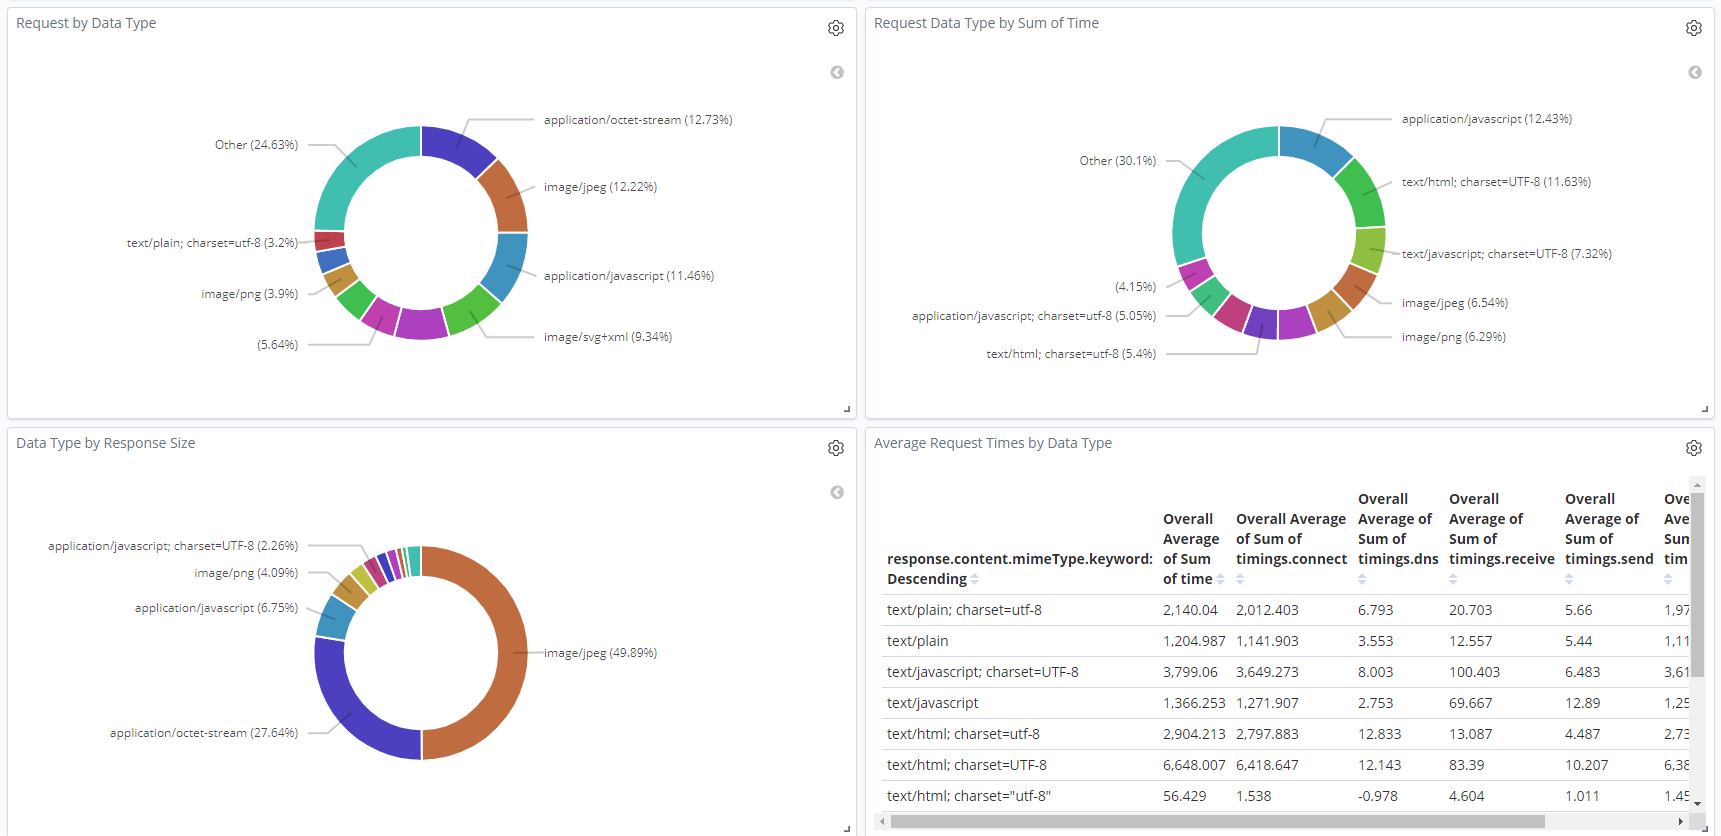 Request by Data Type
application/octet-stream (12.73%)
image/jpeg (12.22%)
application/javascript (11.46%)
image/svg+xml (9.34%)
(5.64%)
image/png (3.9%)
text/plain; charset=utf-8 (3.2%)
Other (24.63%)
Request Data Type by Sum of Time
application/javascript (12.43%)
text/html; charset=UTF-8 (11.63%)
text/javascript; charset=UTF-8 (7.32%)
image/jpeg (6.54%)
image/png (6.29%)
text/html; charset=utf-8 (5.4%)
application/javascript; charset=utf-8 (5.05%)
(4.15%)
Other (30.1%)
Data Type by Response Size
application/javascript; charset=UTF-8 (2.26%)
image/png (4.09%)
application/javascript (6.75%)
image/jpeg (49.89%)
application/octet-stream (27.64%)
Average Request Times by Data Type
response.content.mimeType.keyword:
Descending
Overall
Average
of Sum
of time
Overall Average
of Sum of
timings.connect
Overall
Average of
Sum of
timings.dns
Overall
Average of
Sum of
timings.receive
Overall
Average of
Sum of
timings.send
Ove
Ave
Sun
tim
text/plain; charset=utf-8 2,140.04 2,012.403 6.793 20.703 5.66 1,97
text/plain 1,204.987 1,141.903 3.553 12.557 5.44 1,11
text/javascript; charset=UTF-8 3,799.06 3,649.273 8.003 100.403 6.483 3,61
text/javascript 1,366.253 1,271.907 2.753 69.667 12.89 1,25
text/html; charset=utf-8 2,904.213 2,797.883 12.833 13.087 4.487 2,73
text/html; charset=UTF-8 6,648.007 6,418.647 12.143 83.39 10.207 6,38
text/html; charset="utf-8" 56.429 1.538 -0.978 4.604 1.011 1.45